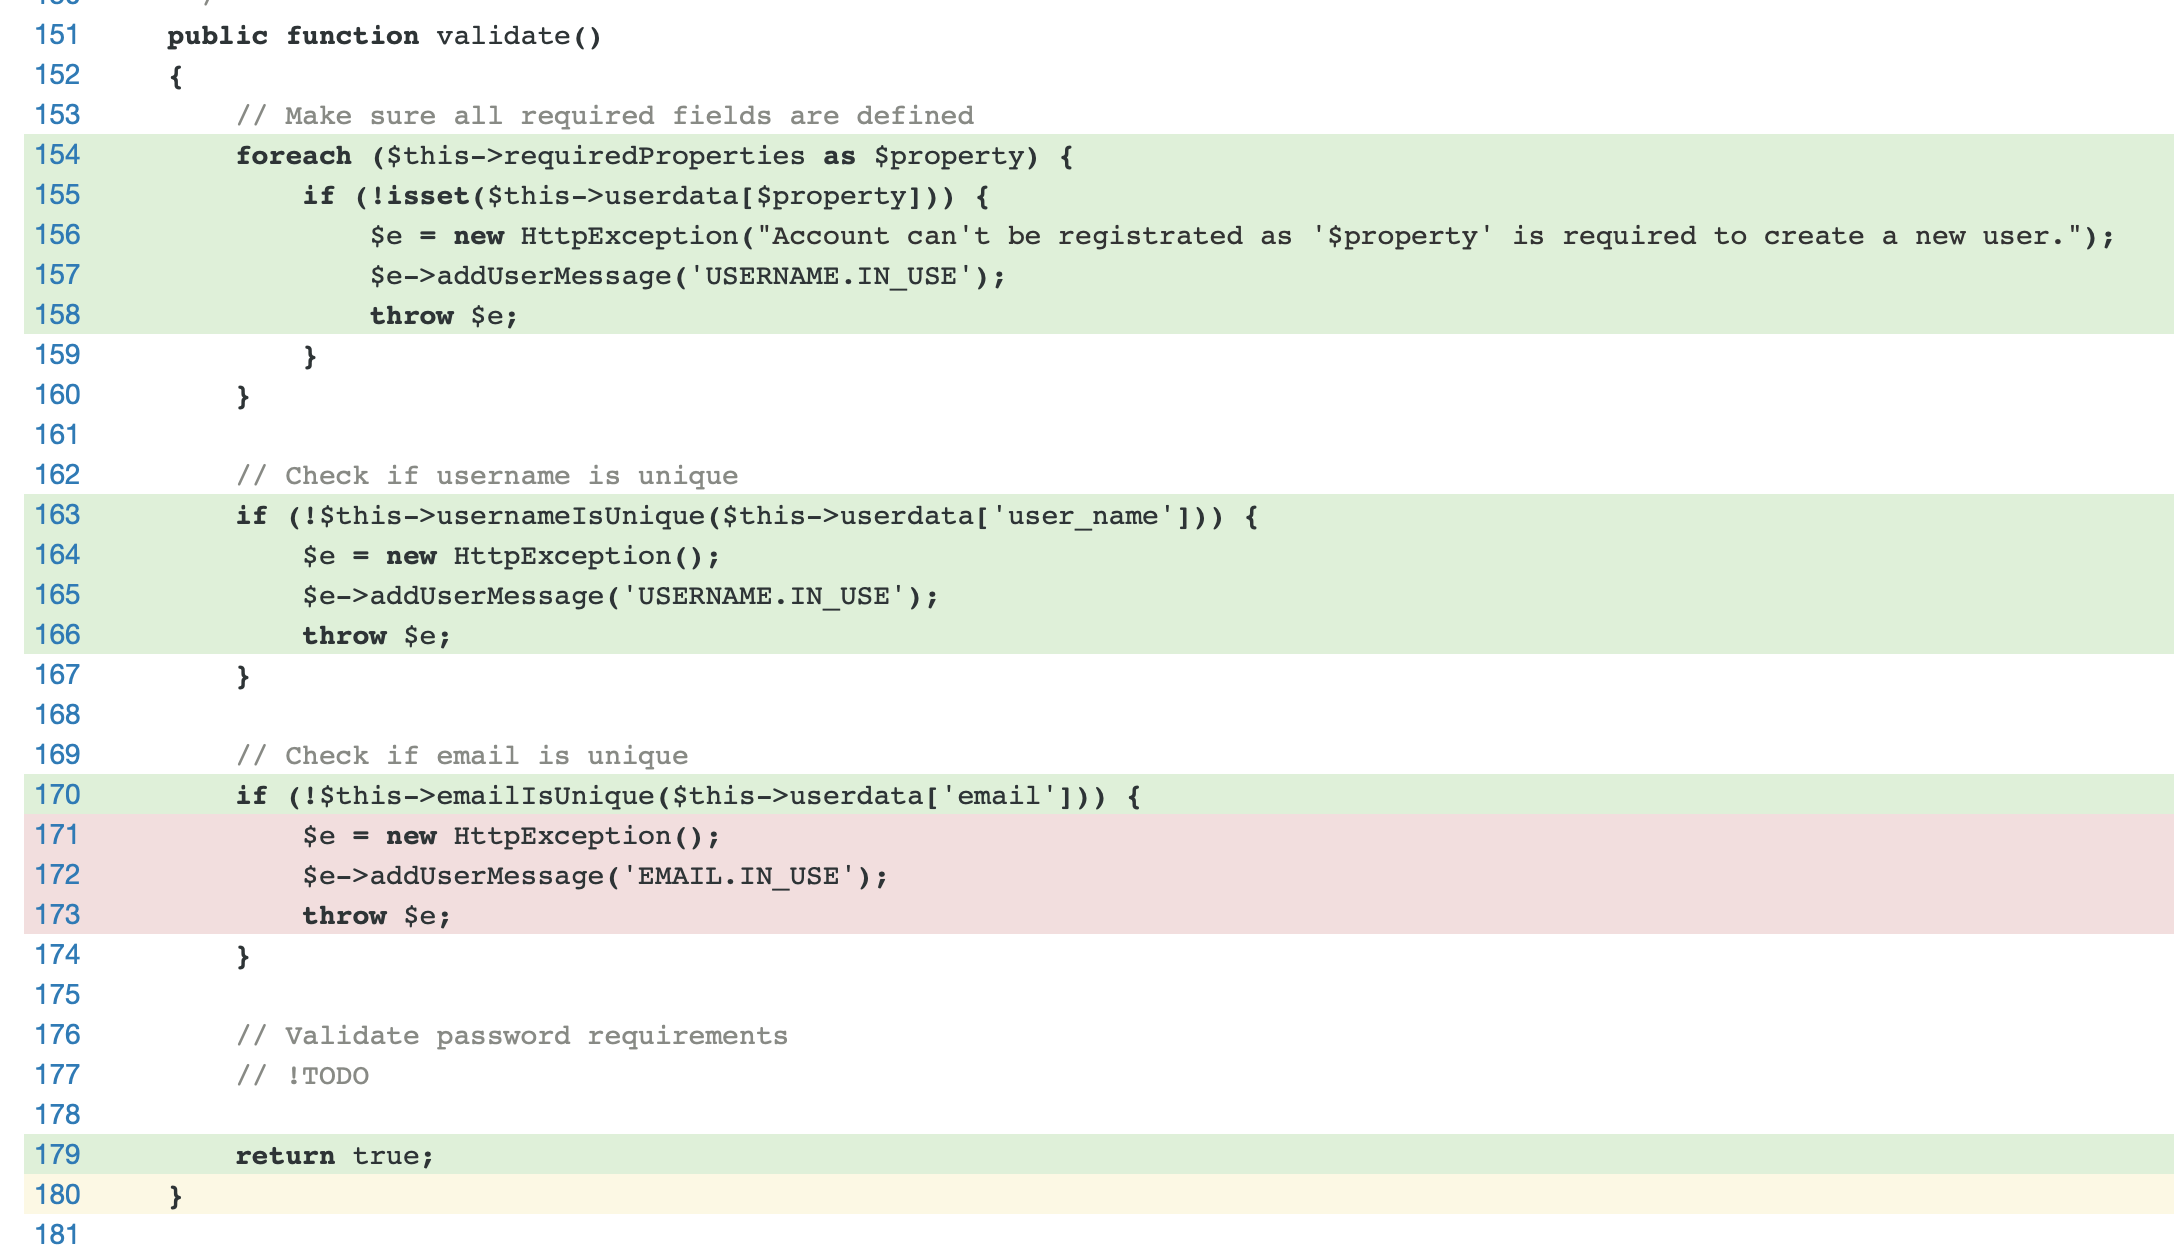 151 public function validate()
152 {
153 // Make sure all required fields are defined
154 foreach ($this->requiredProperties as $property) {
155 if (!isset($this->userdata[$property])) {
156 $e = new HttpException("Account can't be registrated as '$property' is required to create a new user.");
157 $e->addUserMessage('USERNAME.IN_USE');
158 throw $e;
159 }
160 }
161
162 // Check if username is unique
163 if (!$this->usernameIsUnique($this->userdata['user_name'])) {
164 $e = new HttpException();
165 $e->addUserMessage('USERNAME.IN_USE');
166 throw $e;
167 }
168
169 // Check if email is unique
170 if (!$this->emailIsUnique($this->userdata['email'])) {
171 $e = new HttpException();
172 $e->addUserMessage('EMAIL.IN_USE');
173 throw $e;
174 }
175
176 // Validate password requirements
177 // !TODO
178
179 return true;
180 }
181